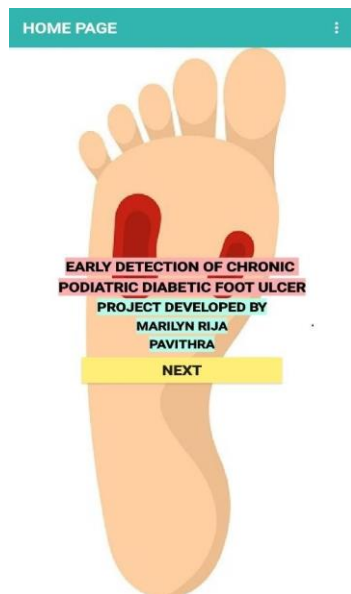 HOME PAGE
EARLY DETECTION OF CHRONIC
PODIATRIC DIABETIC FOOT ULCER
PROJECT DEVELOPED BY
MARILYN RIJA
PAVITHRA
NEXT